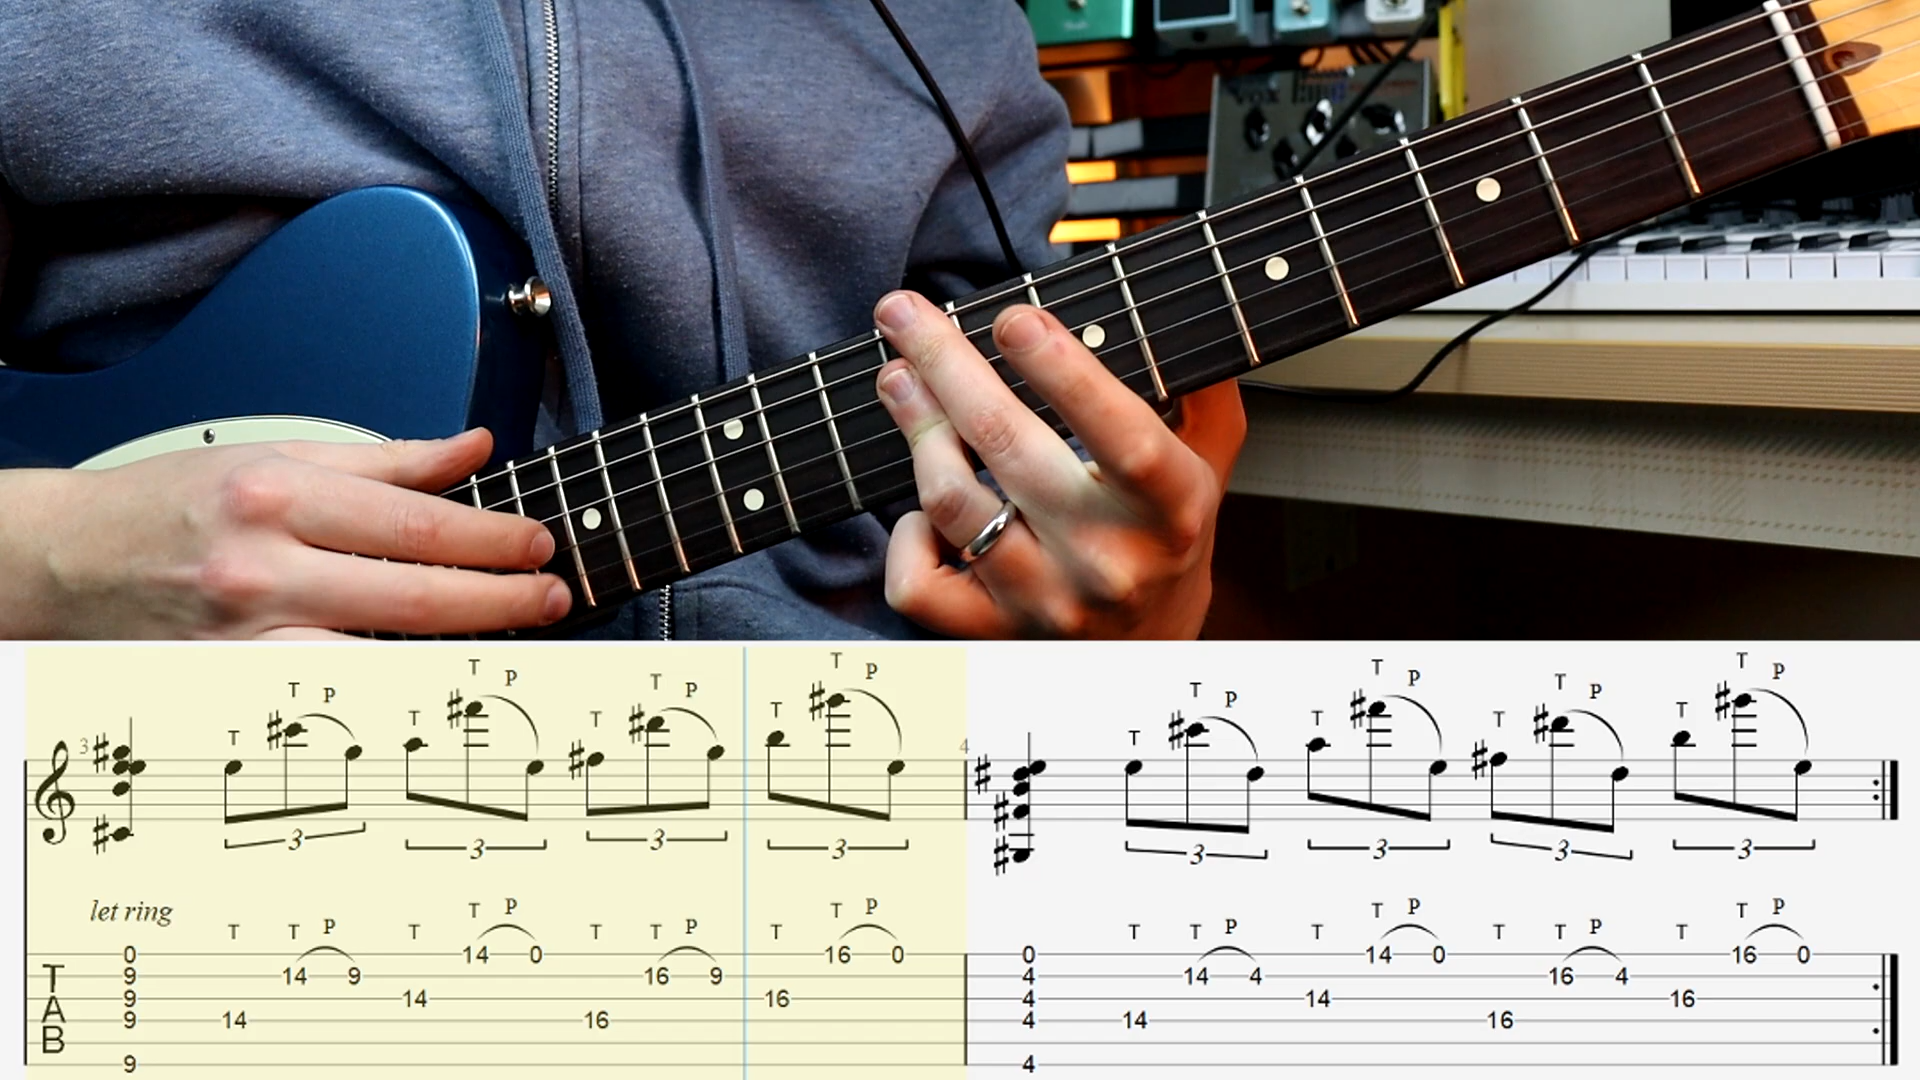 VOX
T P T P T P T P T P T P T P T P
3 T T T T 4 T T T T
3 3 3 3 3 3 3 3
let ring
T P T P T P T P
T T P T T T P T T T P T T T P T
0 14 0 16 0 0 14 0 16 0
T 9 14 9 16 9 4 14 4 16 4
A 9 14 16 4 14 16
B 9 14 16 4 14 16
9 4